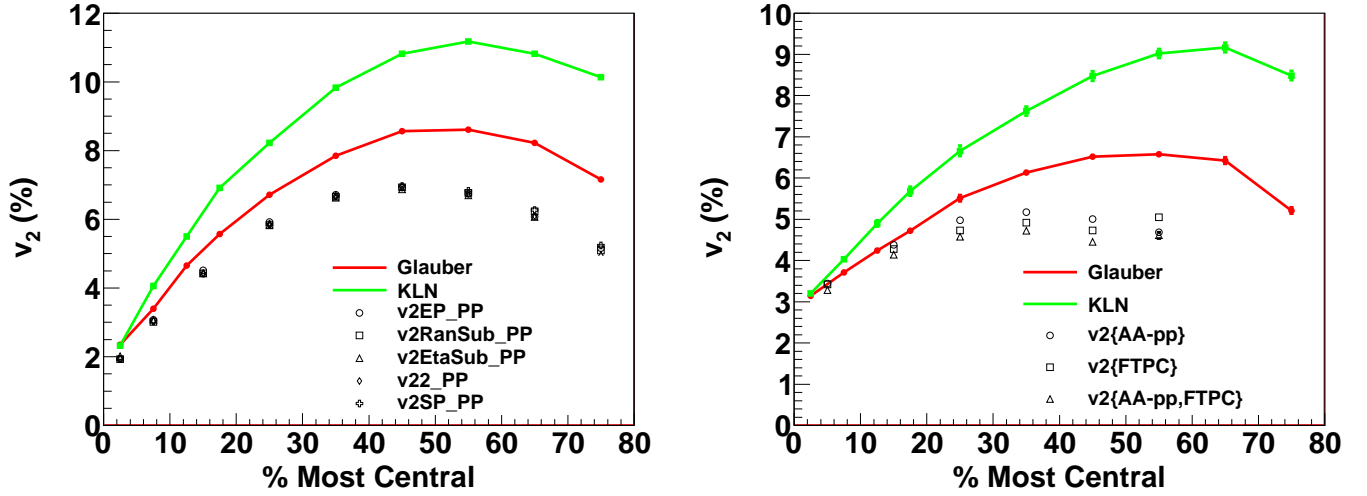 12
10
8
6
4
2
0
v2 (%)
0 10 20 30 40 50 60 70 80
% Most Central
Glauber
KLN
v2EP_PP
v2RanSub_PP
v2EtaSub_PP
v22_PP
v2SP_PP
10
9
8
7
6
5
4
3
2
1
0
v2 (%)
0 10 20 30 40 50 60 70 80
% Most Central
Glauber
KLN
v2{AA-pp}
v2{FTPC}
v2{AA-pp,FTPC}